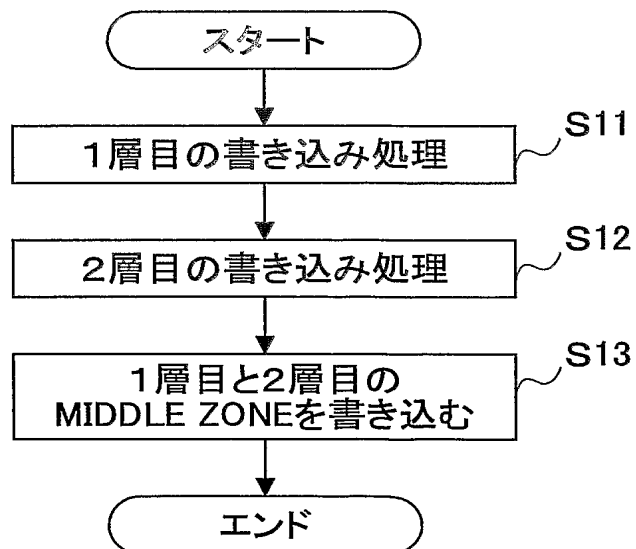 スタート
1層目の書き込み処理
S11
2層目の書き込み処理
S12
1層目と2層目の
MIDDLE ZONEを書き込む
S13
エンド